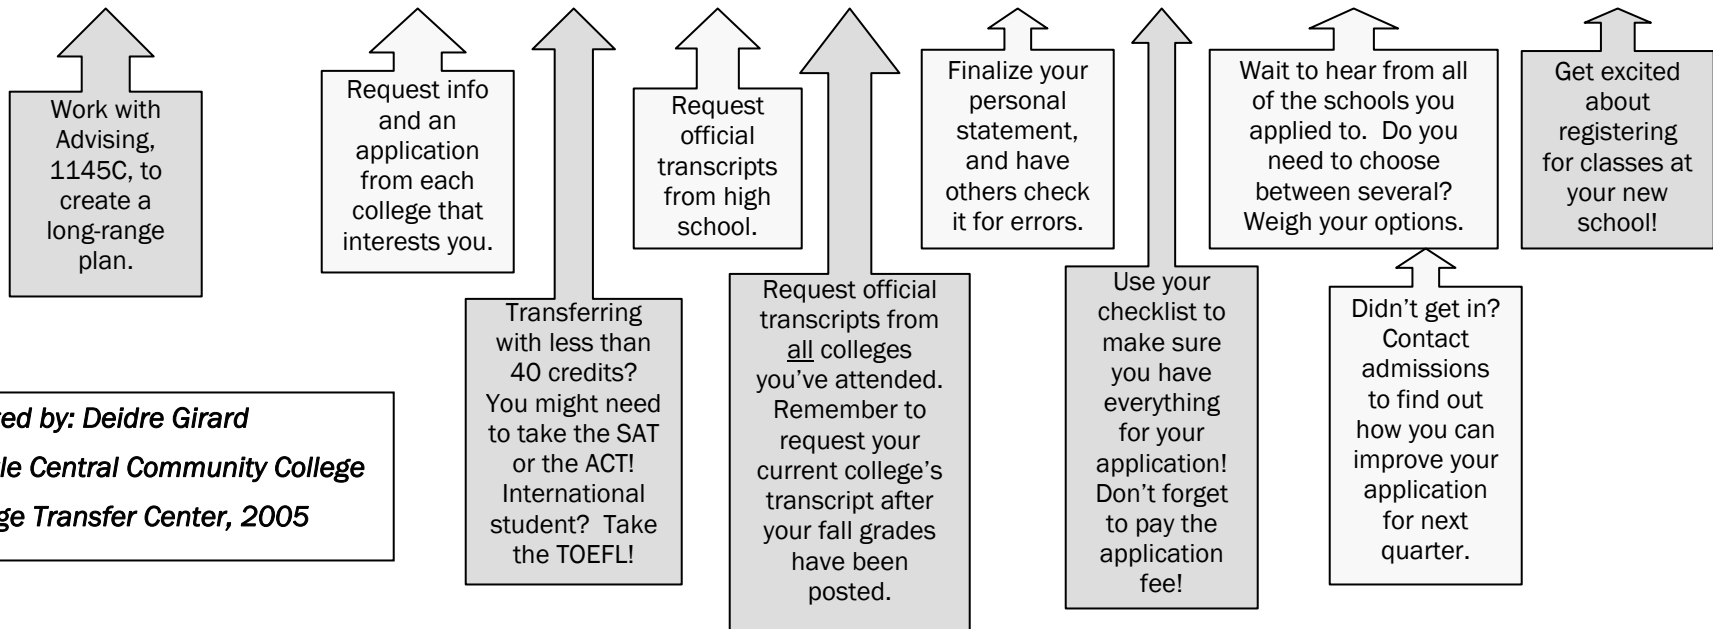 Work with
Advising,
1145C, to
create a
long-range
plan.
Request info
and an
application
from each
college that
interests you.
Transferring
with less than
40 credits?
You might need
to take the SAT
or the ACT!
International
student?  Take
the TOEFL!
Request
official
transcripts
from high
school.
Request official
transcripts from
all colleges
you’ve attended.
Remember to
request your
current college’s
transcript after
your fall grades
have been
posted.
Finalize your
personal
statement,
and have
others check
it for errors.
Use your
checklist to
make sure
you have
everything
for your
application!
Don’t forget
to pay the
application
fee!
Wait to hear from all
of the schools you
applied to.  Do you
need to choose
between several?
Weigh your options.
Didn’t get in?
Contact
admissions
to find out
how you can
improve your
application
for next
quarter.
Get excited
about
registering
for classes at
your new
school!
by: Deidre Girard
Central Community College
Transfer Center, 2005